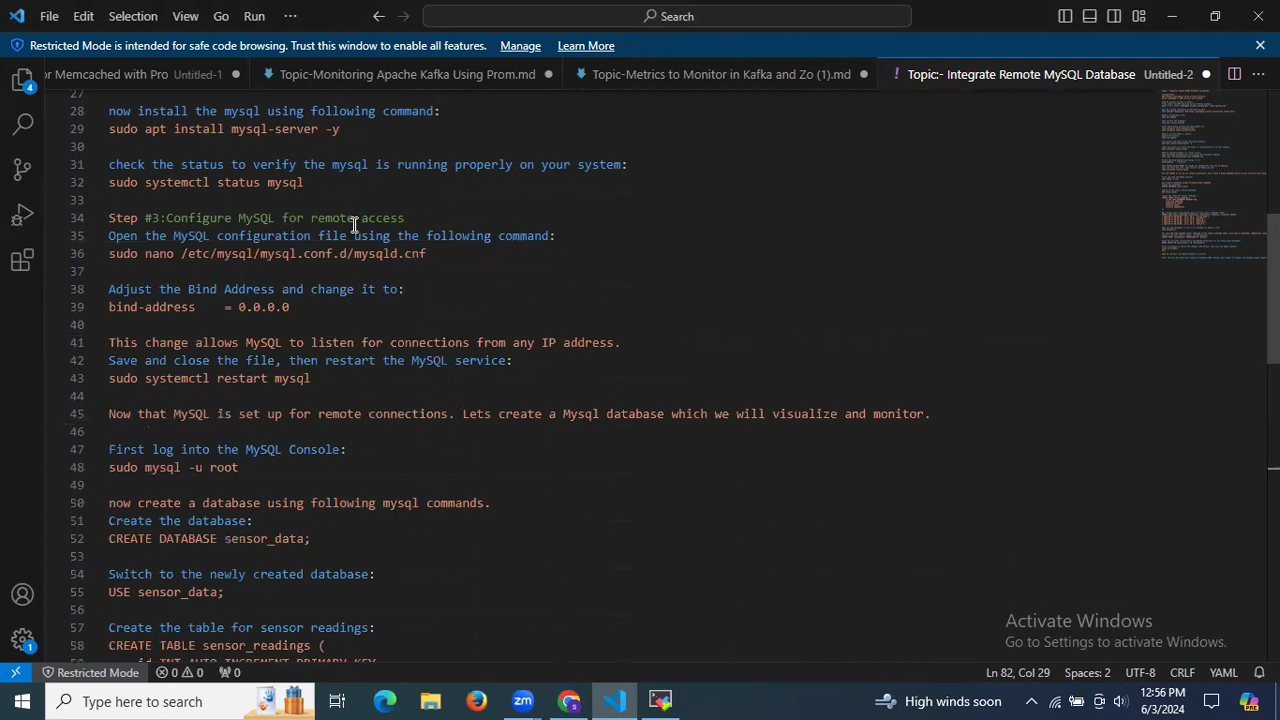 File Edit Selection View Go Run ··· Search
Restricted Mode is intended for safe code browsing. Trust this window to enable all features. Manage Learn More
or Memcached with Pro Untitled-1 Topic-Monitoring Apache Kafka Using Prom.md Topic-Metrics to Monitor in Kafka and Zo (1).md ! Topic:- Integrate Remote MySQL Database Untitled-2
27
28 now install the mysql using following command:
29 sudo apt install mysql-server -y
30
31 check the status to verify the mysql is running properly on your system:
32 sudo systemctl status mysql
33
34 Step #3:Configure MySQL for remote access
Open the MySQL configuration file using the following command:
sudo nano /etc/mysql/mysql.conf.d/mysqld.cnf
38 Adjust the Bind Address and change it to:
39 bind-address = 0.0.0.0
40
41 This change allows MySQL to listen for connections from any IP address.
42 Save and close the file, then restart the MySQL service:
43 sudo systemctl restart mysql
44
45 Now that MySQL is set up for remote connections. Lets create a Mysql database which we will visualize and monitor.
46
47 First log into the MySQL Console:
48 sudo mysql -u root
49
50 now create a database using following mysql commands.
51 Create the database:
52 CREATE DATABASE sensor_data;
53
54 Switch to the newly created database:
55 USE sensor_data;
56
57 Create the table for sensor readings:
58 CREATE TABLE sensor_readings (
id INT AUTO_INCREMENT PRIMARY KEY
Activate Windows
Go to Settings to activate Windows.
Restricted Mode 0 0 0 Ln 82, Col 29 Spaces: 2 UTF-8 CRLF YAML
Type here to search High winds soon 12:56 PM
6/3/2024